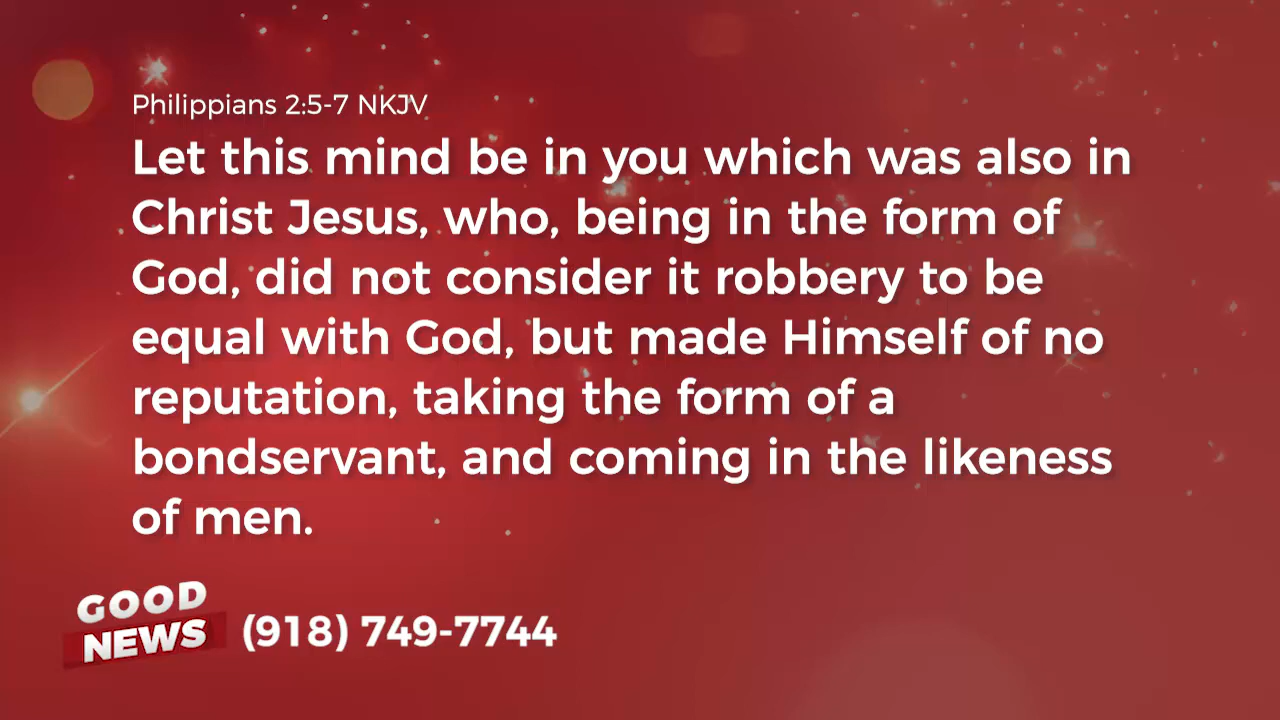 Philippians 2:5-7 NKJV
Let this mind be in you which was also in
Christ Jesus, who, being in the form of
God, did not consider it robbery to be
equal with God, but made Himself of no
reputation, taking the form of a
bondservant, and coming in the likeness
of men.
GOOD
NEWS
(918) 749-7744